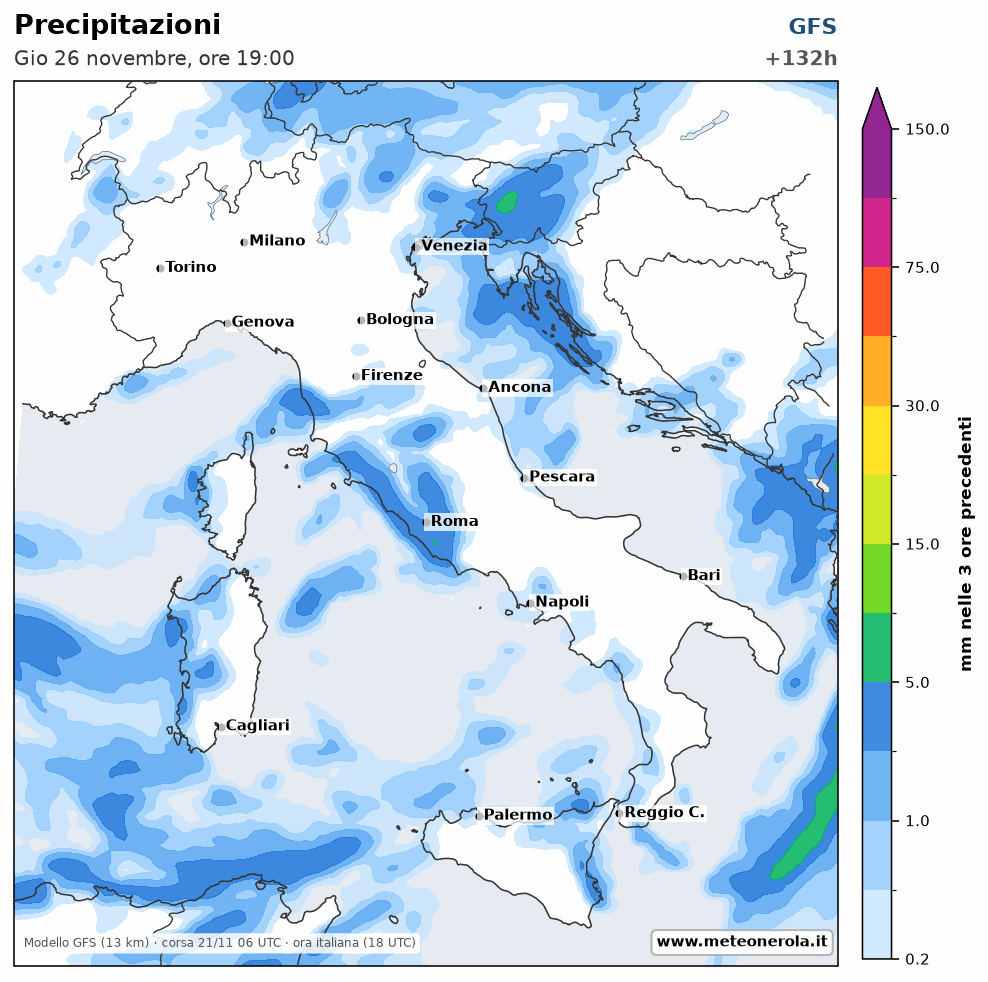 Precipitazioni
GFS
Gio 26 novembre, ore 19:00
+132h
150.0
75.0
30.0
15.0
5.0
1.0
0.2
mm nelle 3 ore precedenti
Milano
Venezia
Torino
Genova
Bologna
Firenze
Ancona
Pescara
Roma
Bari
Napoli
Cagliari
Palermo
Reggio C.
Modello GFS (13 km) · corsa 21/11 06 UTC · ora italiana (18 UTC)
www.meteonerola.it